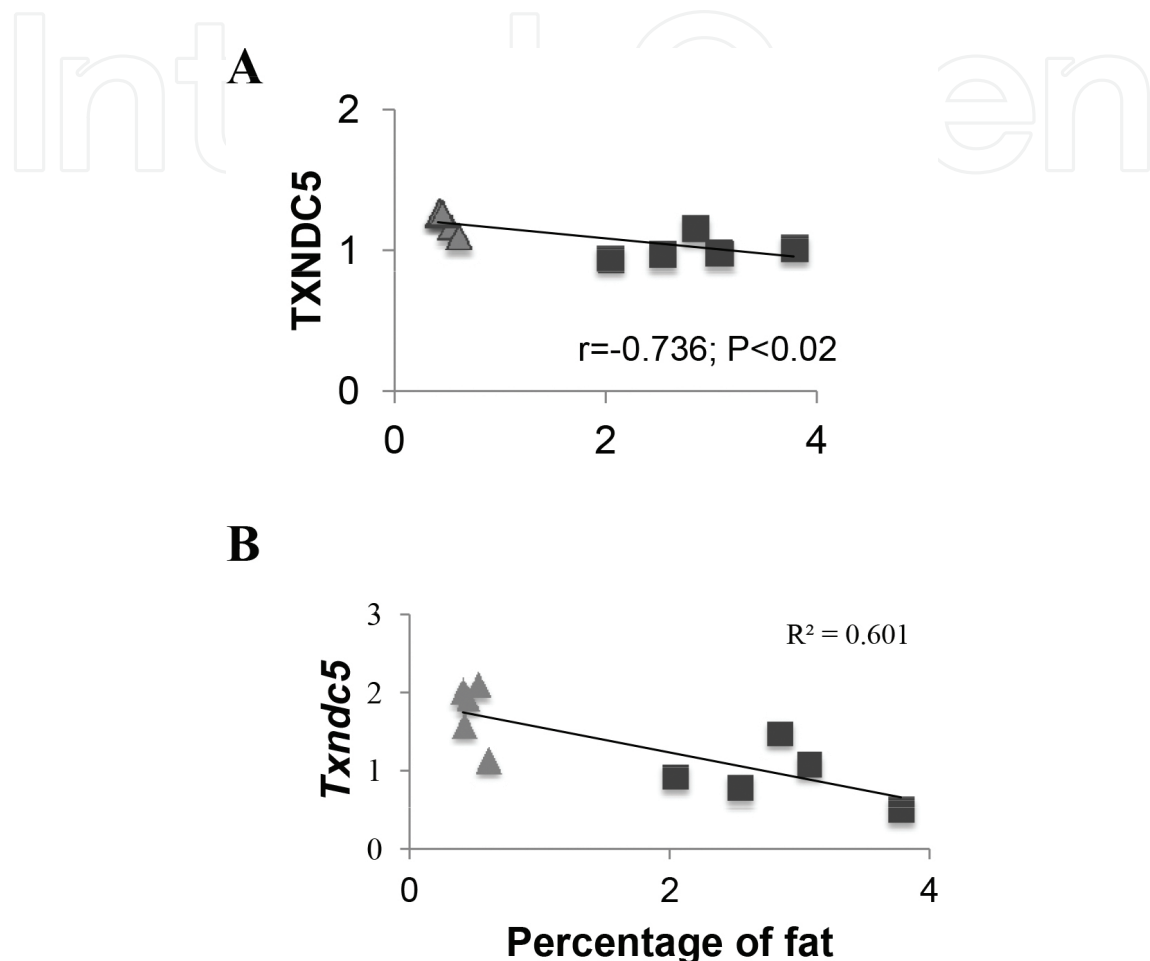 A
2
TXNDC5
1
r=-0.736; P<0.02
0
0 2 4
B
3
R² = 0.601
Txndc5
2
1
0
0 2 4
Percentage of fat